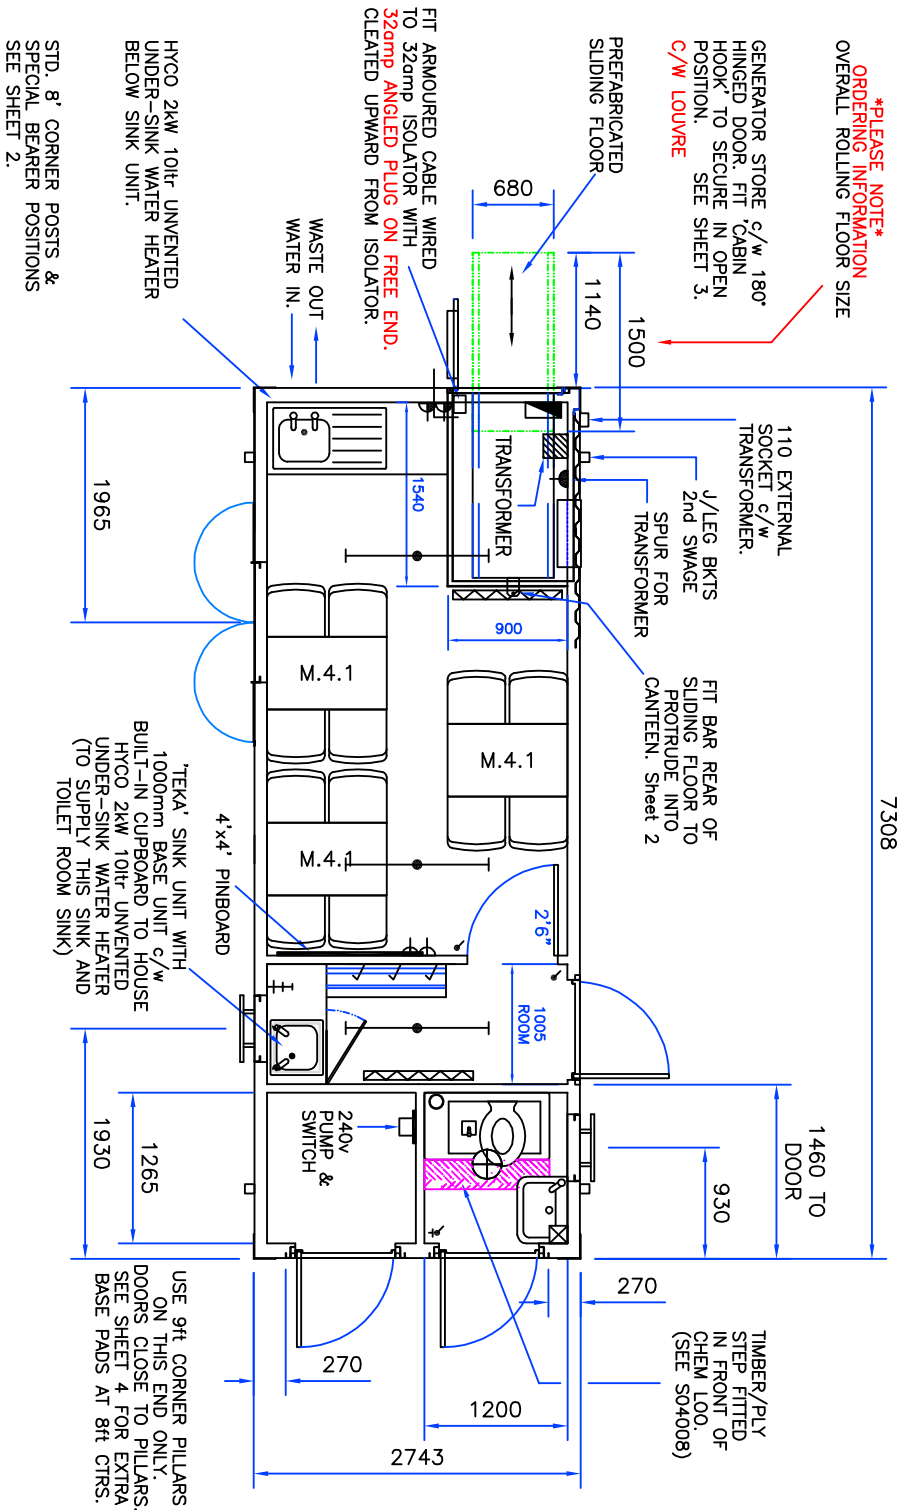 *PLEASE NOTE*
ORDERING INFORMATION
OVERALL ROLLING FLOOR SIZE
GENERATOR STORE c/w 180°
HINGED DOOR. FIT 'CABIN
HOOK' TO SECURE IN OPEN
POSITION. SEE SHEET 3.
C/W LOUVRE
PREFABRICATED
SLIDING FLOOR
FIT ARMOURED CABLE WIRED
TO 32amp ISOLATOR WITH
32amp ANGLED PLUG ON FREE END.
CLEATED UPWARD FROM ISOLATOR.
WASTE OUT
WATER IN.
HYCO 2kW 10ltr UNVENTED
UNDER-SINK WATER HEATER
BELOW SINK UNIT.
STD. 8' CORNER POSTS &
SPECIAL BEARER POSITIONS
SEE SHEET 2.
680
1140
1500
7308
110 EXTERNAL
SOCKET c/w
TRANSFORMER.
J/LEG BKTS
2nd SWAGE
SPUR FOR
TRANSFORMER
FIT BAR REAR OF
SLIDING FLOOR TO
PROTRUDE INTO
CANTEEN. Sheet 2
TRANSFORMER
1540
900
1965
M.4.1
M.4.1
M.4.1
2'6"
1005
ROOM
4'x4' PINBOARD
'TEKA' SINK UNIT WITH
1000mm BASE UNIT c/w
BUILT-IN CUPBOARD TO HOUSE
HYCO 2kW 10ltr UNVENTED
UNDER-SINK WATER HEATER
(TO SUPPLY THIS SINK AND
TOILET ROOM SINK)
240v
PUMP &
SWITCH
1460 TO
DOOR
930
1265
1930
270
270
1200
2743
TIMBER/PLY
STEP FITTED
IN FRONT OF
CHEM LOO.
(SEE S04008)
USE 9ft CORNER PILLARS
ON THIS END ONLY.
DOORS CLOSE TO PILLARS.
SEE SHEET 4 FOR EXTRA
BASE PADS AT 8ft CTRS.